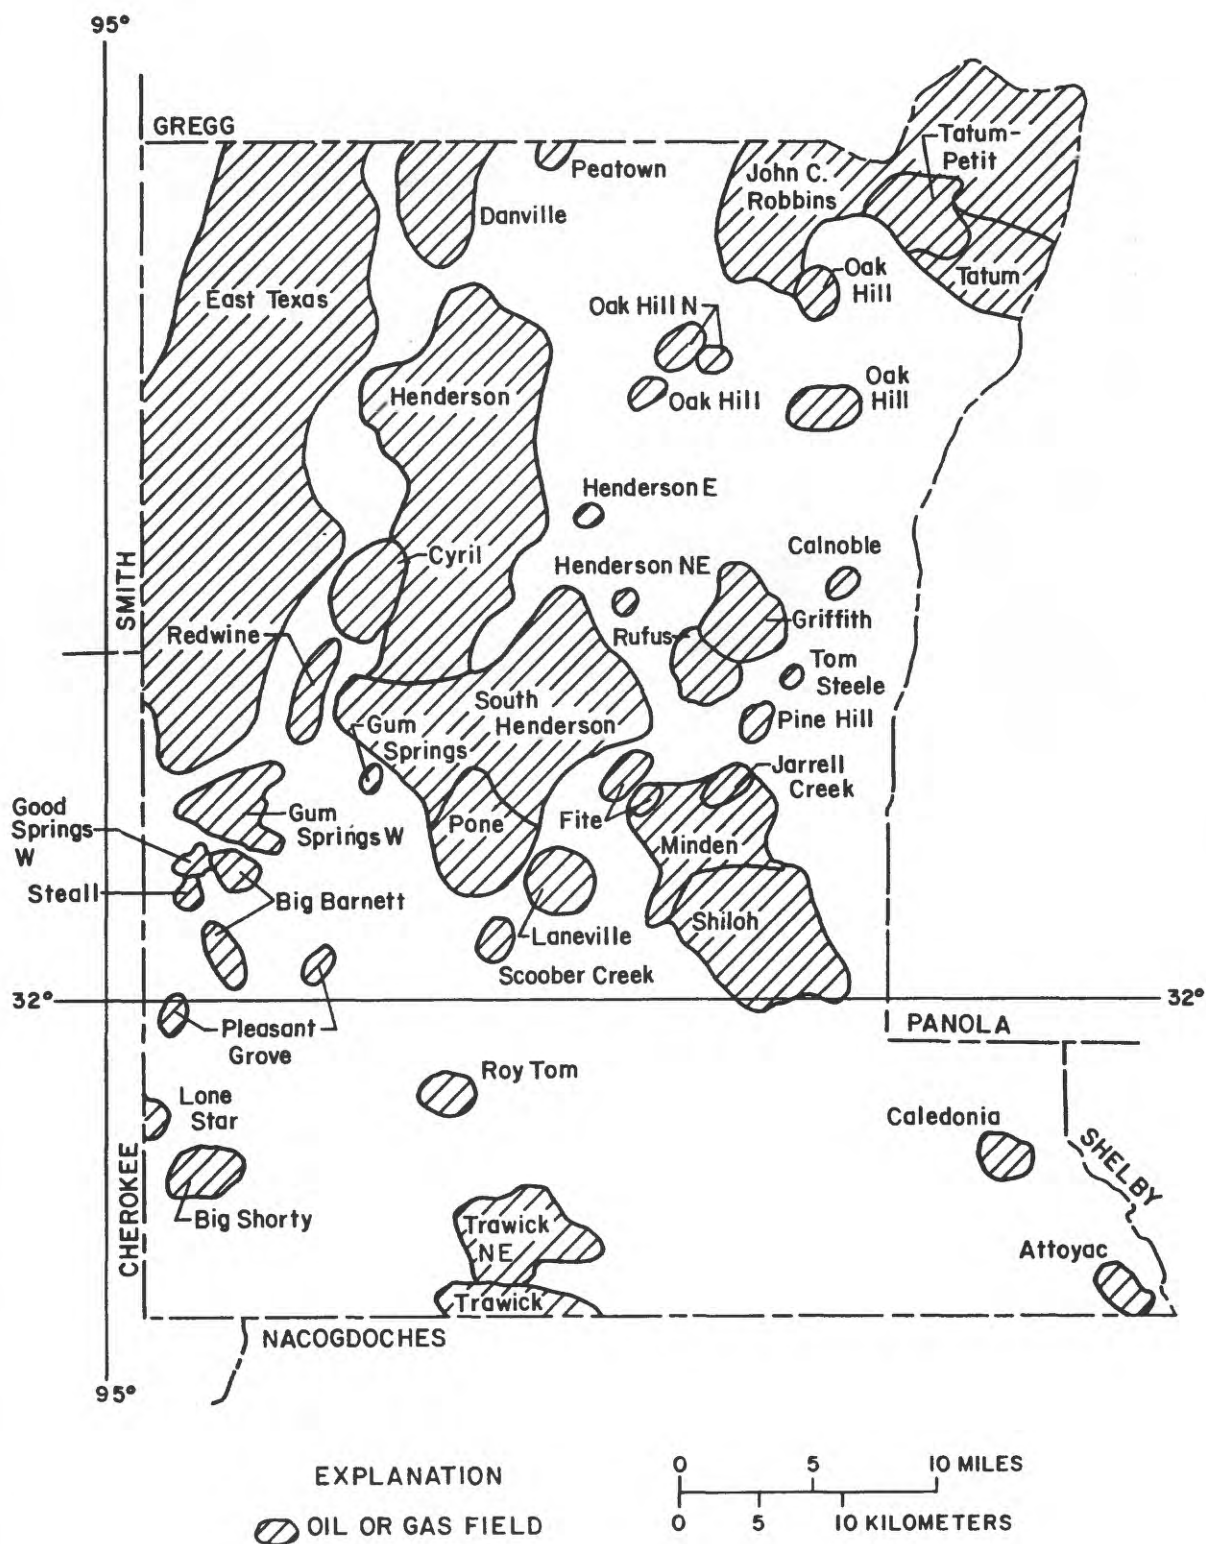 95°
GREGG
Peatown
Danville
John C.
Robbins
Tatum-
Petit
Tatum
East Texas
Oak
Hill
Oak Hill N
Henderson
Oak Hill
Oak
Hill
Henderson E
Cyril
Henderson NE
Calnoble
SMITH
Redwine
Rufus
Griffith
Tom
Steele
South
Henderson
Pine Hill
Gum
Springs
Jarrell
Creek
Good
Springs
W
Gum
Springs W
Pone
Fite
Minden
Steall
Big Barnett
Laneville
Shiloh
Scoober Creek
32°
32°
Pleasant
Grove
PANOLA
Roy Tom
Lone
Star
Caledonia
SHELBY
CHEROKEE
Big Shorty
Trawick
NE
Attoyac
Trawick
NACOGDOCHES
95°
EXPLANATION
OIL OR GAS FIELD
0 5 10 MILES
0 5 10 KILOMETERS